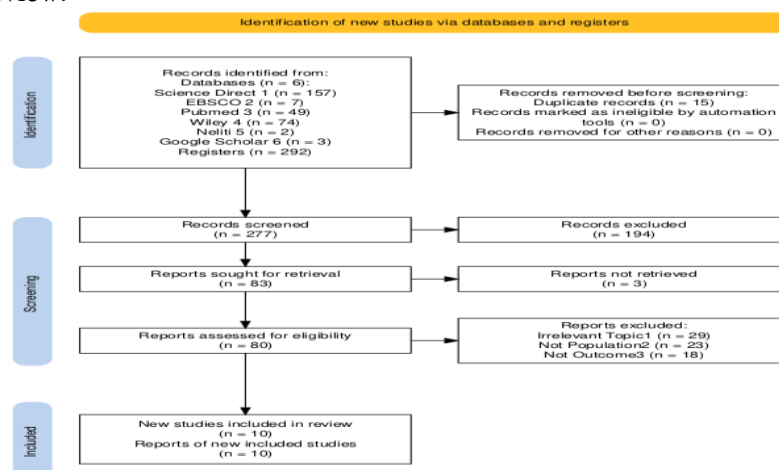 Identification of new studies via databases and registers
Identification
Records identified from:
Databases (n = 6):
Science Direct 1 (n = 157)
EBSCO 2 (n = 7)
Pubmed 3 (n = 49)
Wiley 4 (n = 74)
Neliti 5 (n = 2)
Google Scholar 6 (n = 3)
Registers (n = 292)
Records removed before screening:
Duplicate records (n = 15)
Records marked as ineligible by automation
tools (n = 0)
Records removed for other reasons (n = 0)
Screening
Records screened
(n = 277)
Records excluded
(n = 194)
Reports sought for retrieval
(n = 83)
Reports not retrieved
(n = 3)
Reports assessed for eligibility
(n = 80)
Reports excluded:
Irrelevant Topic1 (n = 29)
Not Population2 (n = 23)
Not Outcome3 (n = 18)
Included
New studies included in review
(n = 10)
Reports of new included studies
(n = 10)